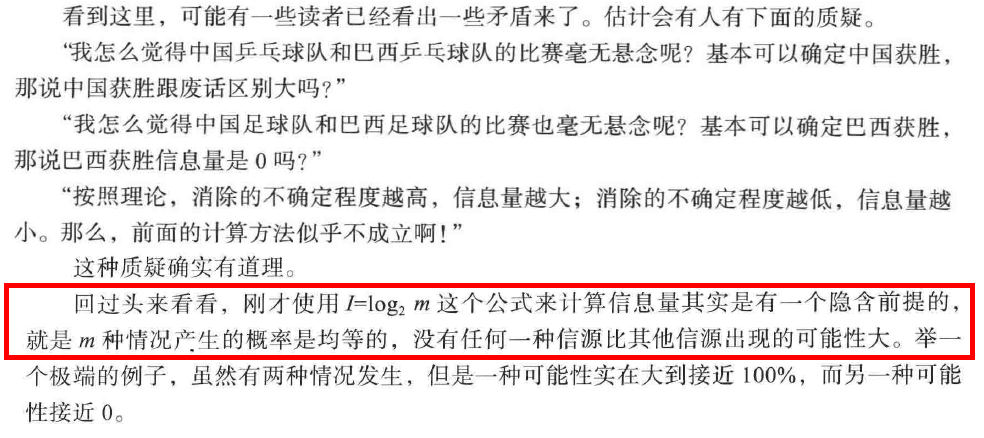 看到这里，可能有一些读者已经看出一些矛盾来了。估计会有人有下面的质疑。
“我怎么觉得中国乒乓球队和巴西乒乓球队的比赛毫无悬念呢？基本可以确定中国获胜，
那说中国获胜跟废话区别大吗？”
“我怎么觉得中国足球队和巴西足球队的比赛也毫无悬念呢？基本可以确定巴西获胜，
那说巴西获胜信息量是 0 吗？”
“按照理论，消除的不确定程度越高，信息量越大；消除的不确定程度越低，信息量越
小。那么，前面的计算方法似乎不成立啊！”
这种质疑确实有道理。
回过头来看看，刚才使用 I=log₂ m 这个公式来计算信息量其实是有一个隐含前提的，
就是 m 种情况产生的概率是均等的，没有任何一种信源比其他信源出现的可能性大。举一
个极端的例子，虽然有两种情况发生，但是一种可能性实在大到接近 100%，而另一种可能
性接近 0。